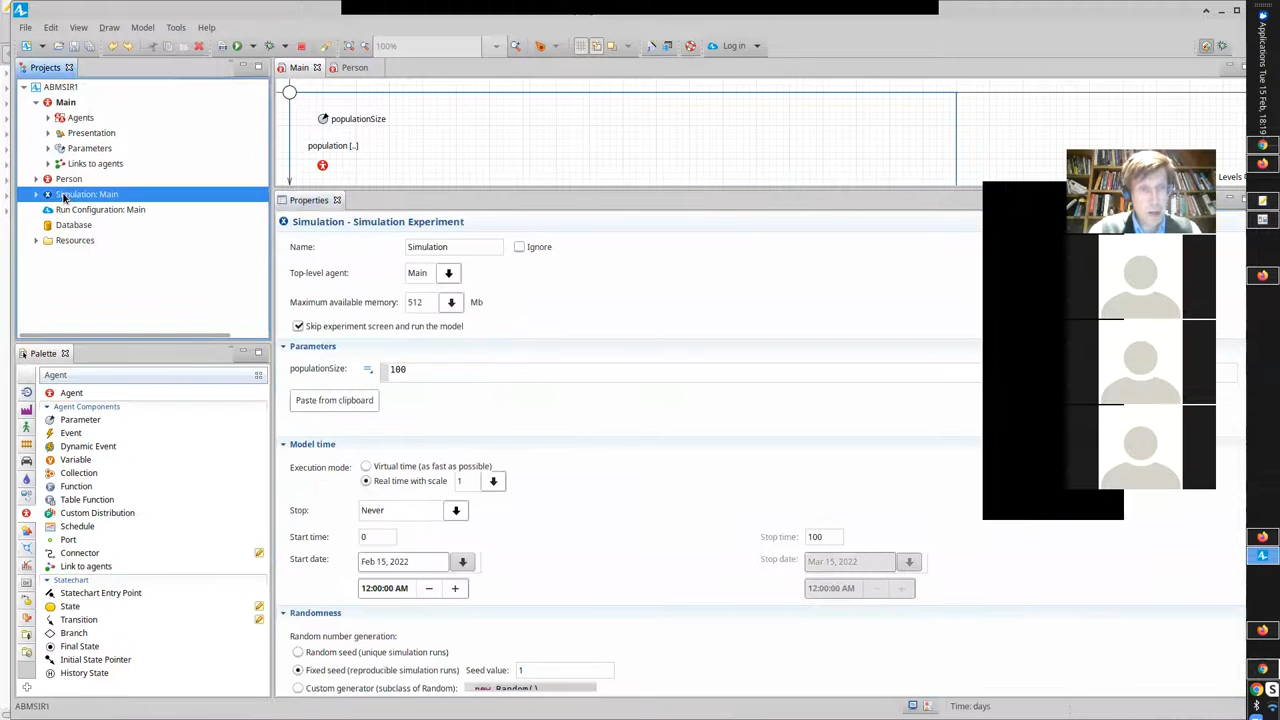 File Edit View Draw Model Tools Help
100% Log in
Projects
ABMSIR1
Main
Agents
Presentation
Parameters
Links to agents
Person
Simulation: Main
Run Configuration: Main
Database
Resources
Main Person
populationSize
population [..]
Levels
Properties
Simulation - Simulation Experiment
Name: Simulation Ignore
Top-level agent: Main
Maximum available memory: 512 Mb
Skip experiment screen and run the model
Parameters
populationSize: 100
Paste from clipboard
Model time
Execution mode: Virtual time (as fast as possible)
Real time with scale 1
Stop: Never
Start time: 0 Stop time: 100
Start date: Feb 15, 2022 Stop date: Mar 15, 2022
12:00:00 AM - + 12:00:00 AM - +
Randomness
Random number generation:
Random seed (unique simulation runs)
Fixed seed (reproducible simulation runs) Seed value: 1
Custom generator (subclass of Random): new Random()
Palette
Agent
Agent
Agent Components
Parameter
Event
Dynamic Event
Variable
Collection
Function
Table Function
Custom Distribution
Schedule
Port
Connector
Link to agents
Statechart
Statechart Entry Point
State
Transition
Branch
Final State
Initial State Pointer
History State
ABMSIR1 Time: days
Applications Tue 15 Feb, 18:19